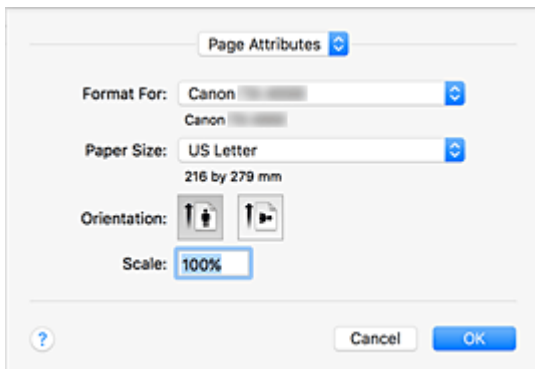 Page Attributes
Format For: Canon
Canon
Paper Size: US Letter
216 by 279 mm
Orientation:
Scale: 100%
? Cancel OK